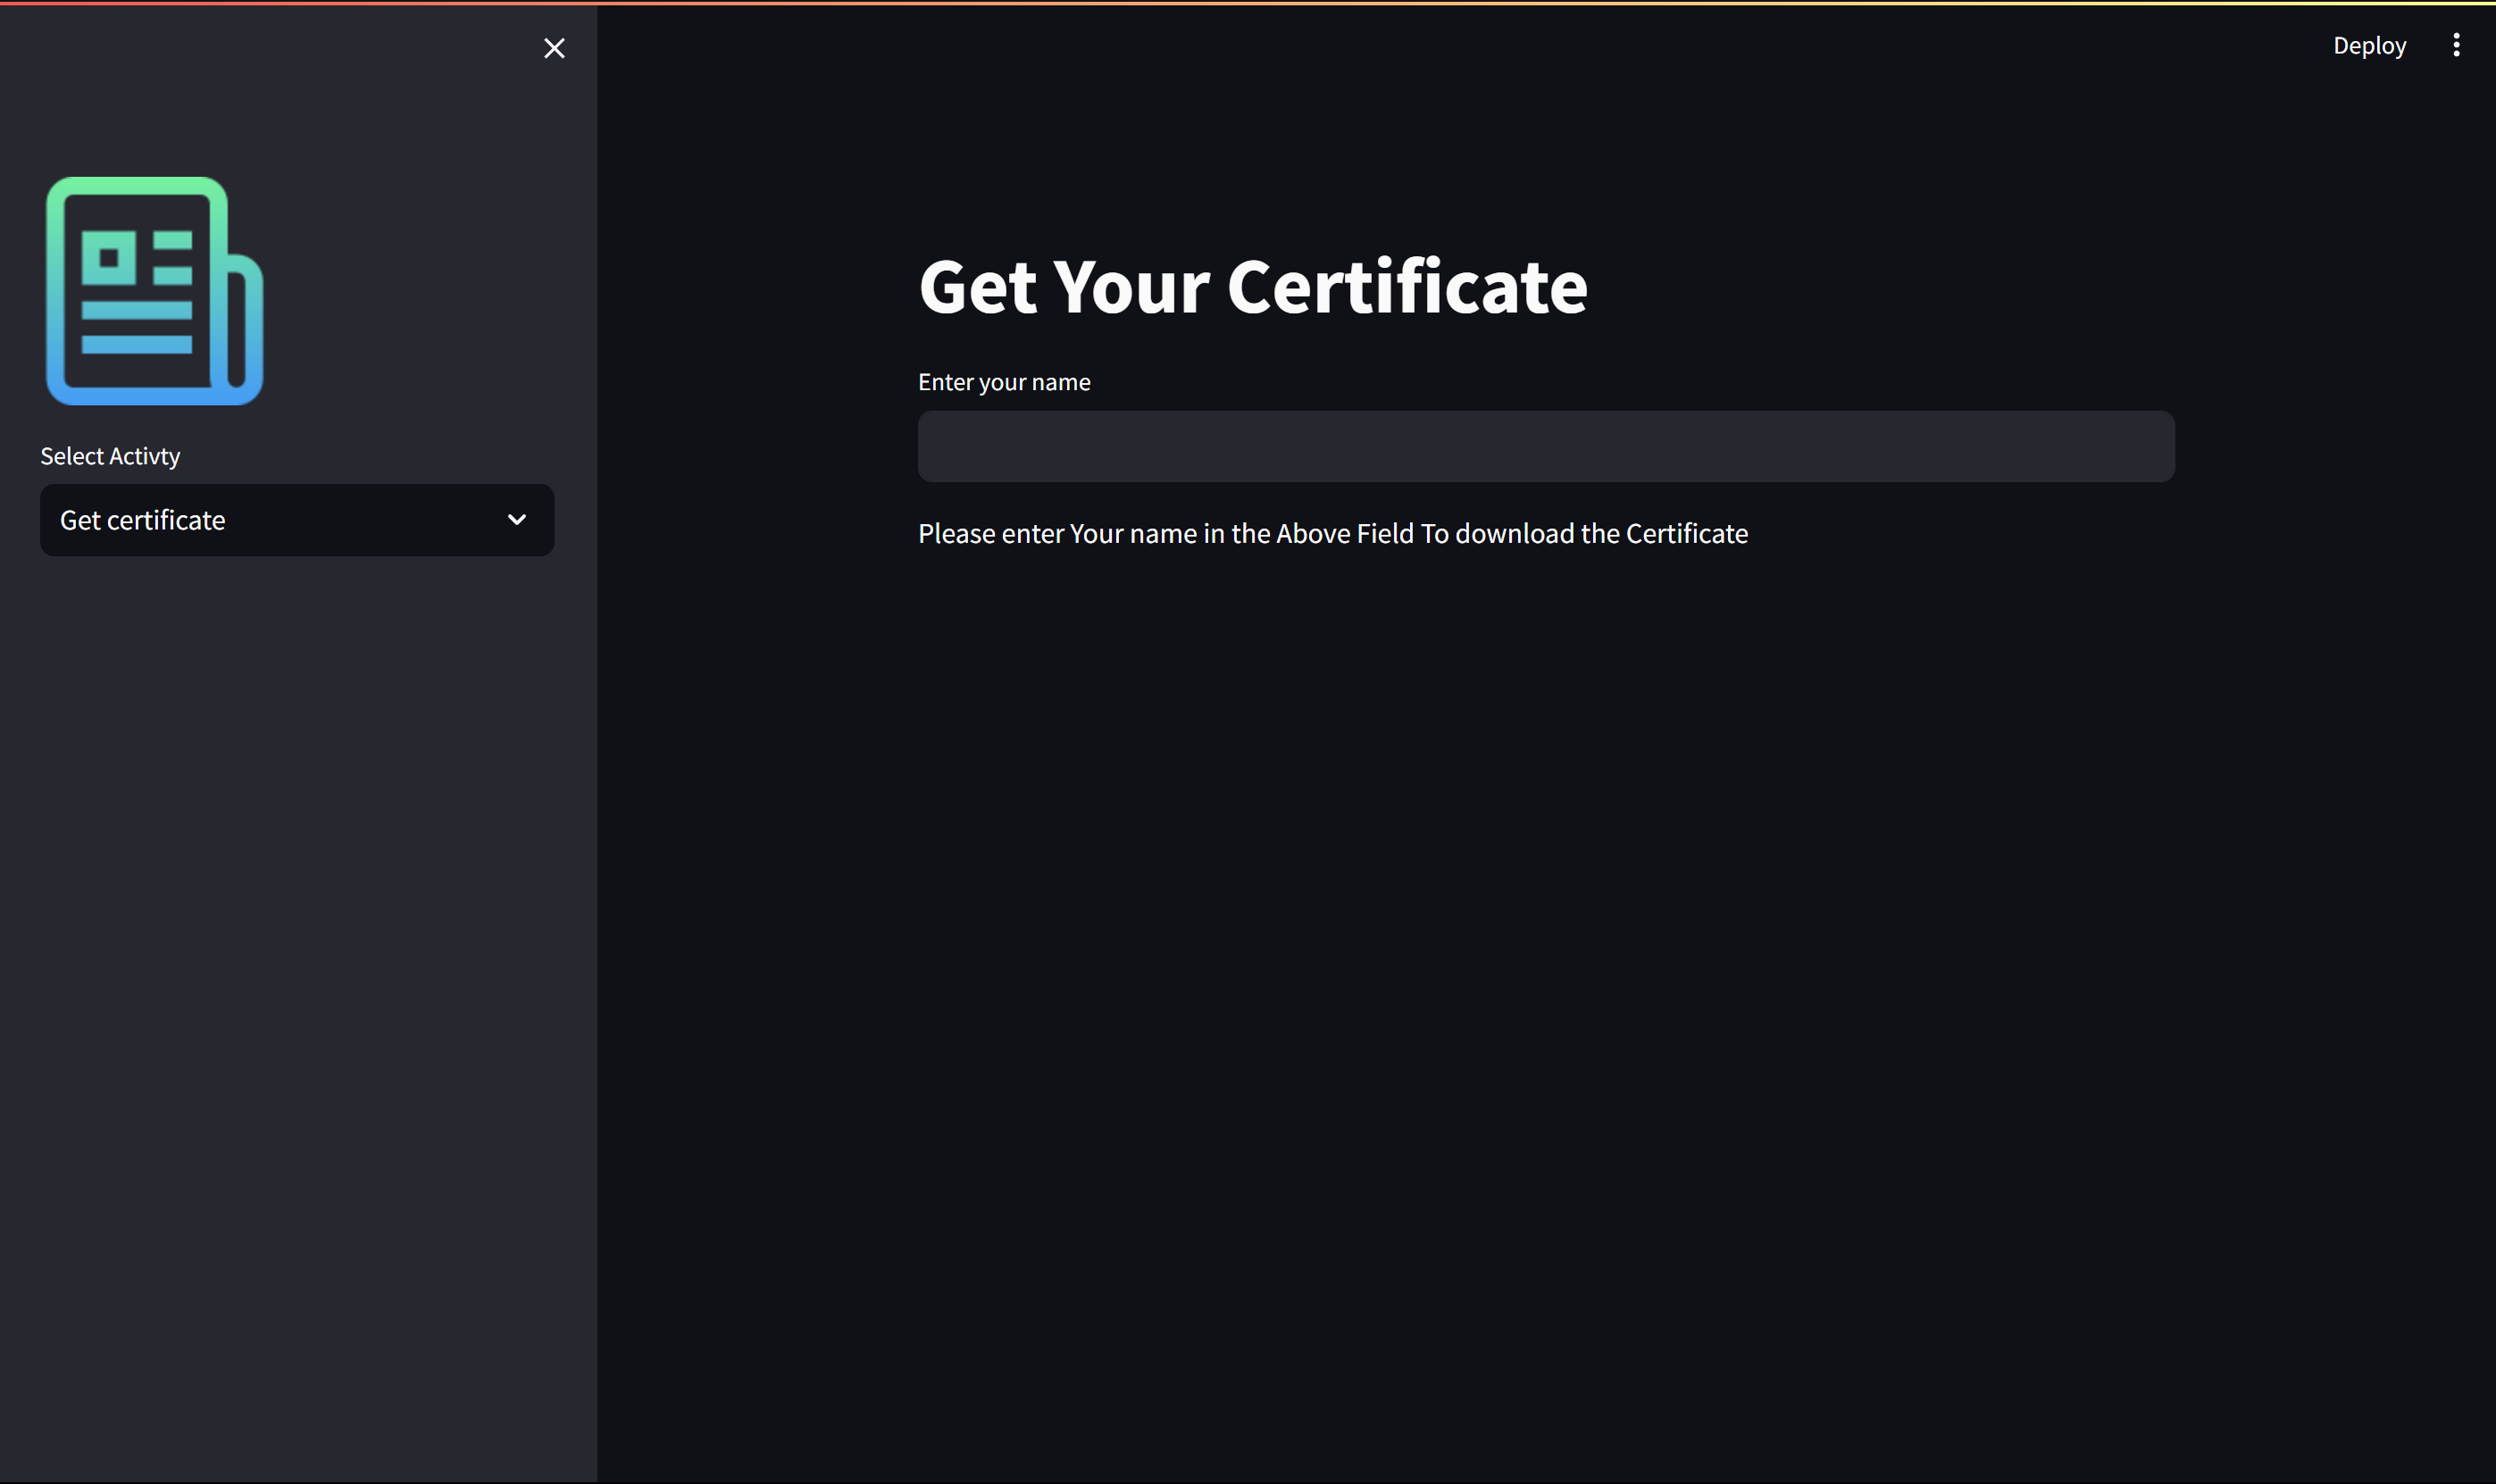 Deploy
Select Activty
Get certificate
Get Your Certificate
Enter your name
Please enter Your name in the Above Field To download the Certificate